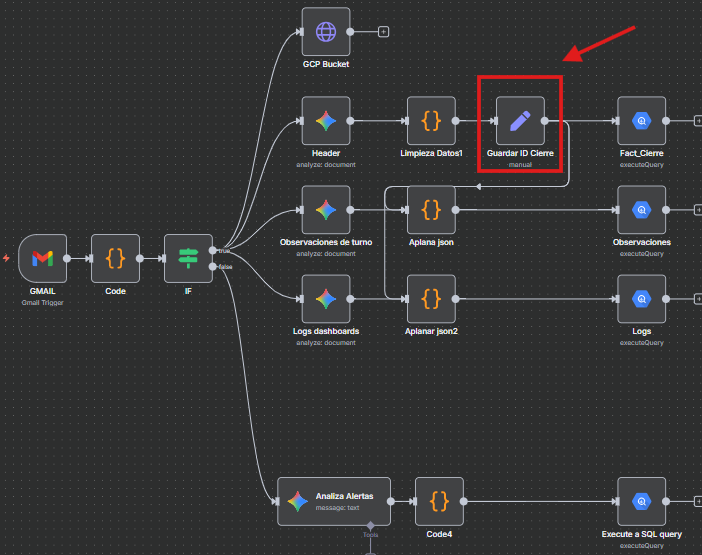 GCP Bucket
Header
analyze: document
Limpieza Datos1
Guardar ID Cierre
manual
Fact_Cierre
executeQuery
Observaciones de turno
analyze: document
Aplana json
Observaciones
executeQuery
GMAIL
Gmail Trigger
Code
IF
true
false
Logs dashboards
analyze: document
Aplanar json2
Logs
executeQuery
Analiza Alertas
message: text
Tools
Code4
Execute a SQL query
executeQuery